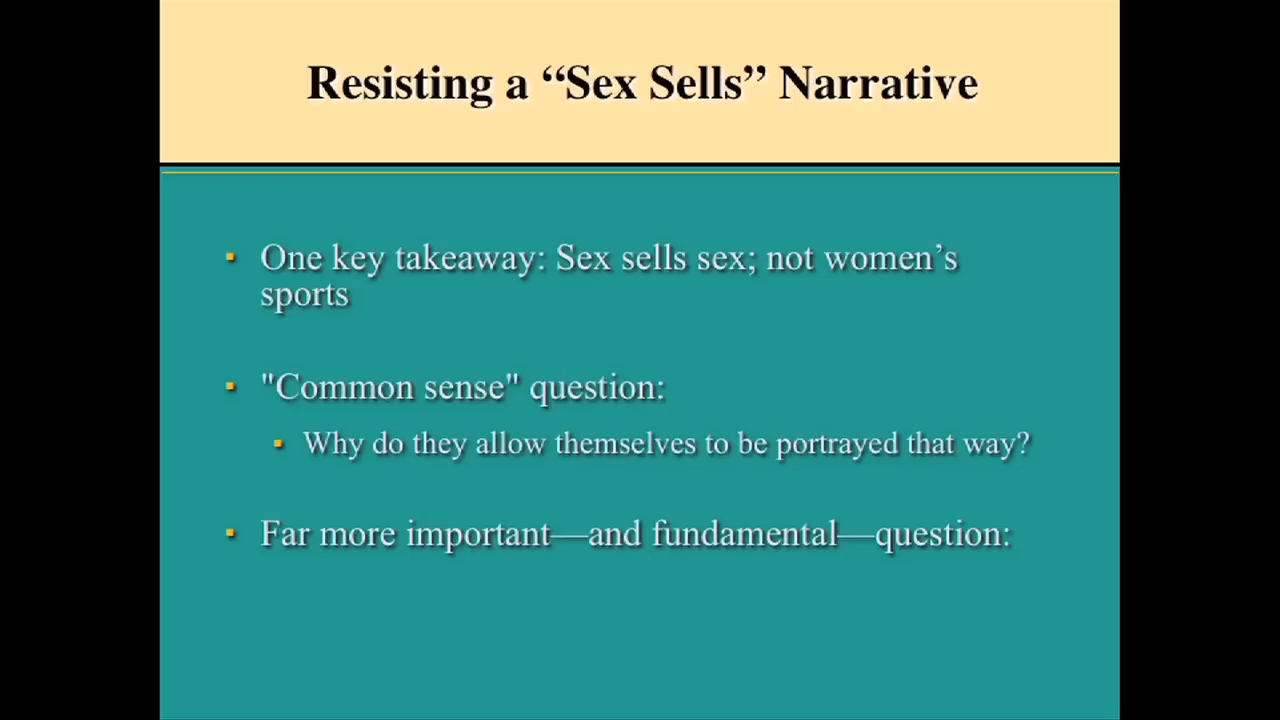 Resisting a “Sex Sells” Narrative
▪ One key takeaway: Sex sells sex; not women’s
sports
▪ "Common sense" question:
▪ Why do they allow themselves to be portrayed that way?
▪ Far more important—and fundamental—question: